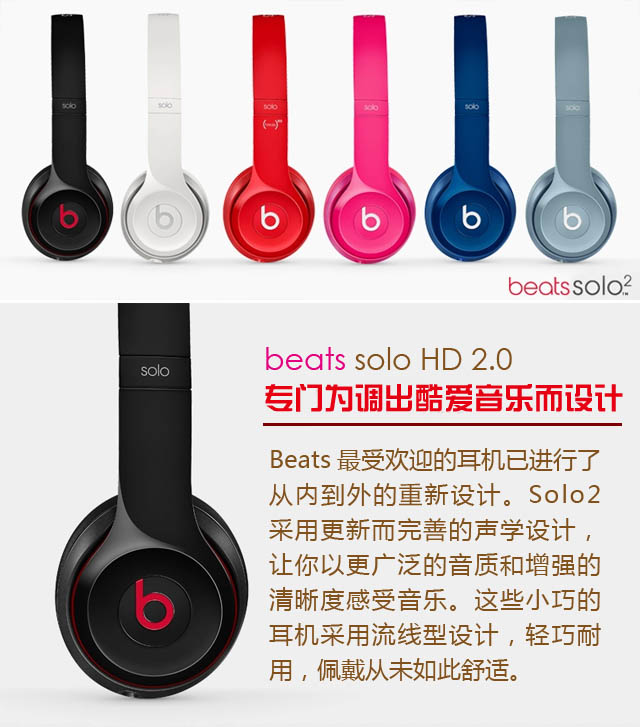 solo
solo
solo
solo
solo
solo
b
b
b
b
b
b
beatssolo2
TM
solo
b
beats solo HD 2.0
专门为调出酷爱音乐而设计
Beats 最受欢迎的耳机已进行了
从内到外的重新设计。Solo2
采用更新而完善的声学设计，
让你以更广泛的音质和增强的
清晰度感受音乐。这些小巧的
耳机采用流线型设计，轻巧耐
用，佩戴从未如此舒适。